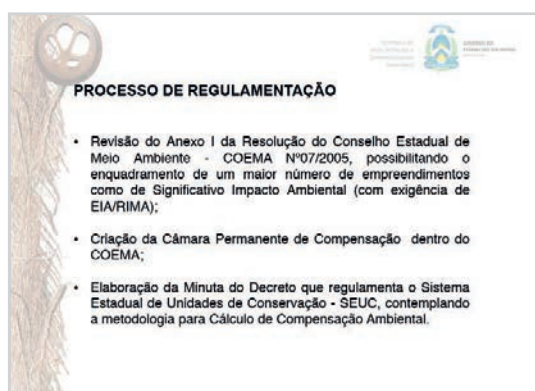 PROCESSO DE REGULAMENTAÇÃO
• Revisão do Anexo I da Resolução do Conselho Estadual de
Meio Ambiente - COEMA Nº07/2005, possibilitando o
enquadramento de um maior número de empreendimentos
como de Significativo Impacto Ambiental (com exigência de
EIA/RIMA);
• Criação da Câmara Permanente de Compensação dentro do
COEMA;
• Elaboração da Minuta do Decreto que regulamenta o Sistema
Estadual de Unidades de Conservação - SEUC, contemplando
a metodologia para Cálculo de Compensação Ambiental.